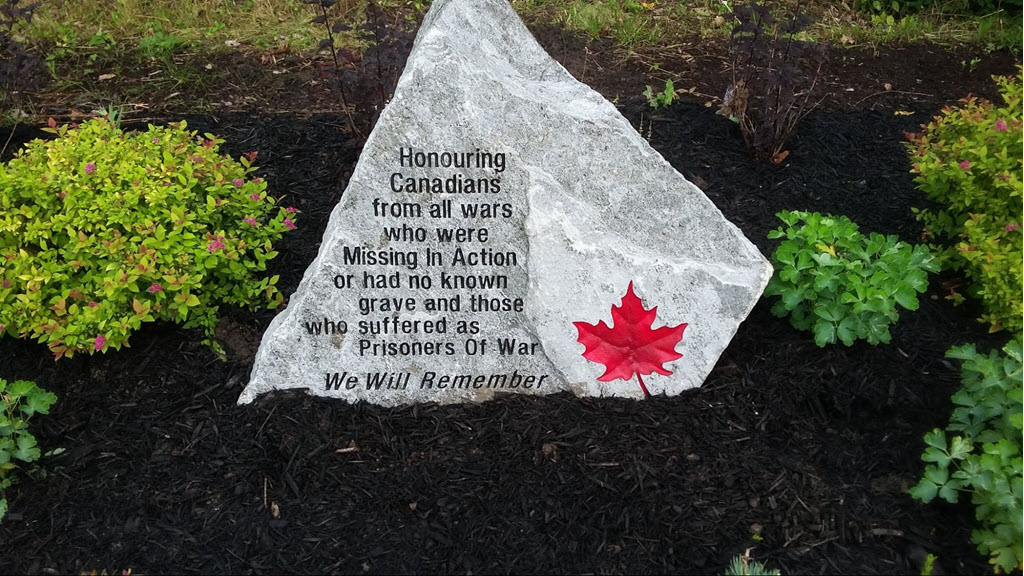 Honouring
Canadians
from all wars
who were
Missing In Action
or had no known
grave and those
who suffered as
Prisoners Of War
We Will Remember